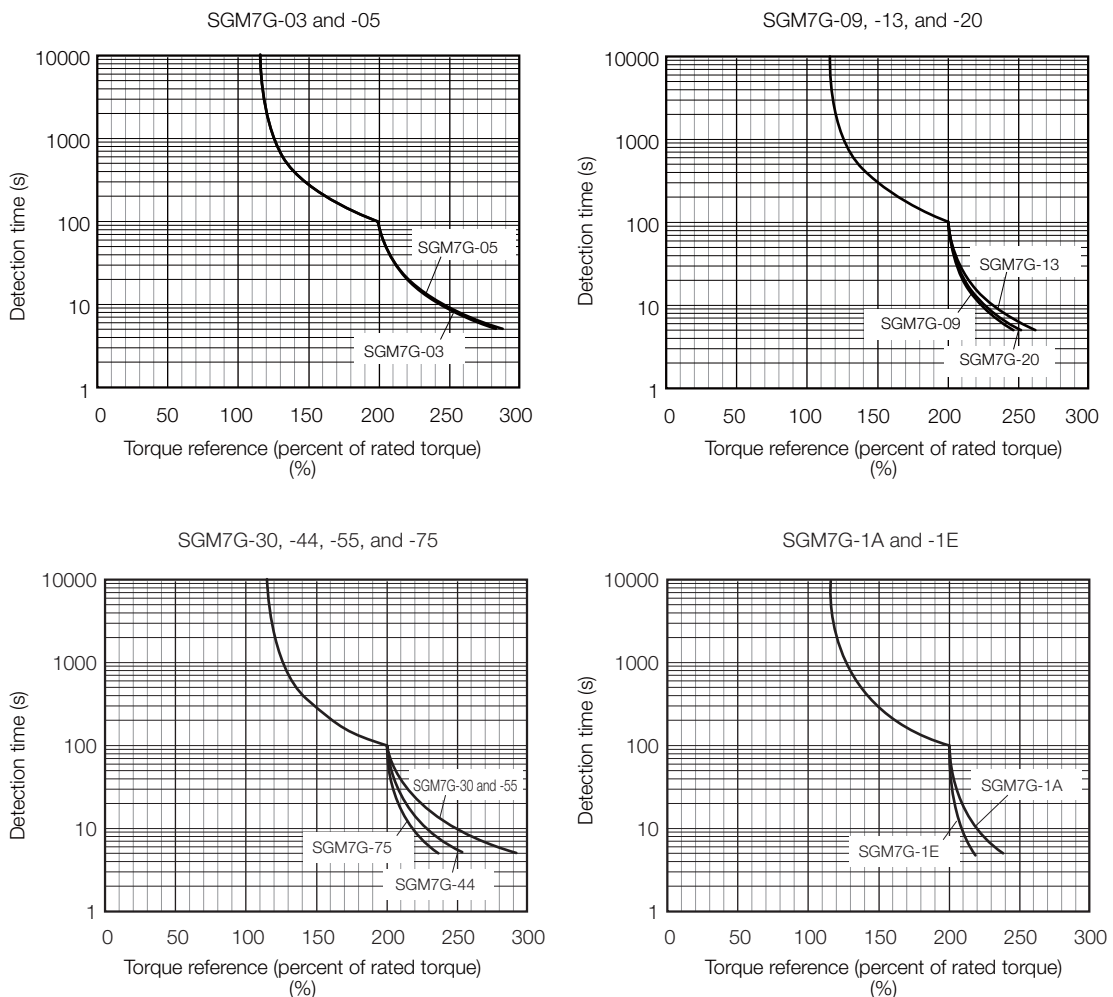 SGM7G-03 and -05
10000
1000
100
10
1
Detection time (s)
SGM7G-05
SGM7G-03
0 50 100 150 200 250 300
Torque reference (percent of rated torque)
(%)
SGM7G-09, -13, and -20
10000
1000
100
10
1
Detection time (s)
SGM7G-13
SGM7G-09
SGM7G-20
0 50 100 150 200 250 300
Torque reference (percent of rated torque)
(%)
SGM7G-30, -44, -55, and -75
10000
1000
100
10
1
Detection time (s)
SGM7G-30 and -55
SGM7G-75
SGM7G-44
0 50 100 150 200 250 300
Torque reference (percent of rated torque)
(%)
SGM7G-1A and -1E
10000
1000
100
10
1
Detection time (s)
SGM7G-1A
SGM7G-1E
0 50 100 150 200 250 300
Torque reference (percent of rated torque)
(%)